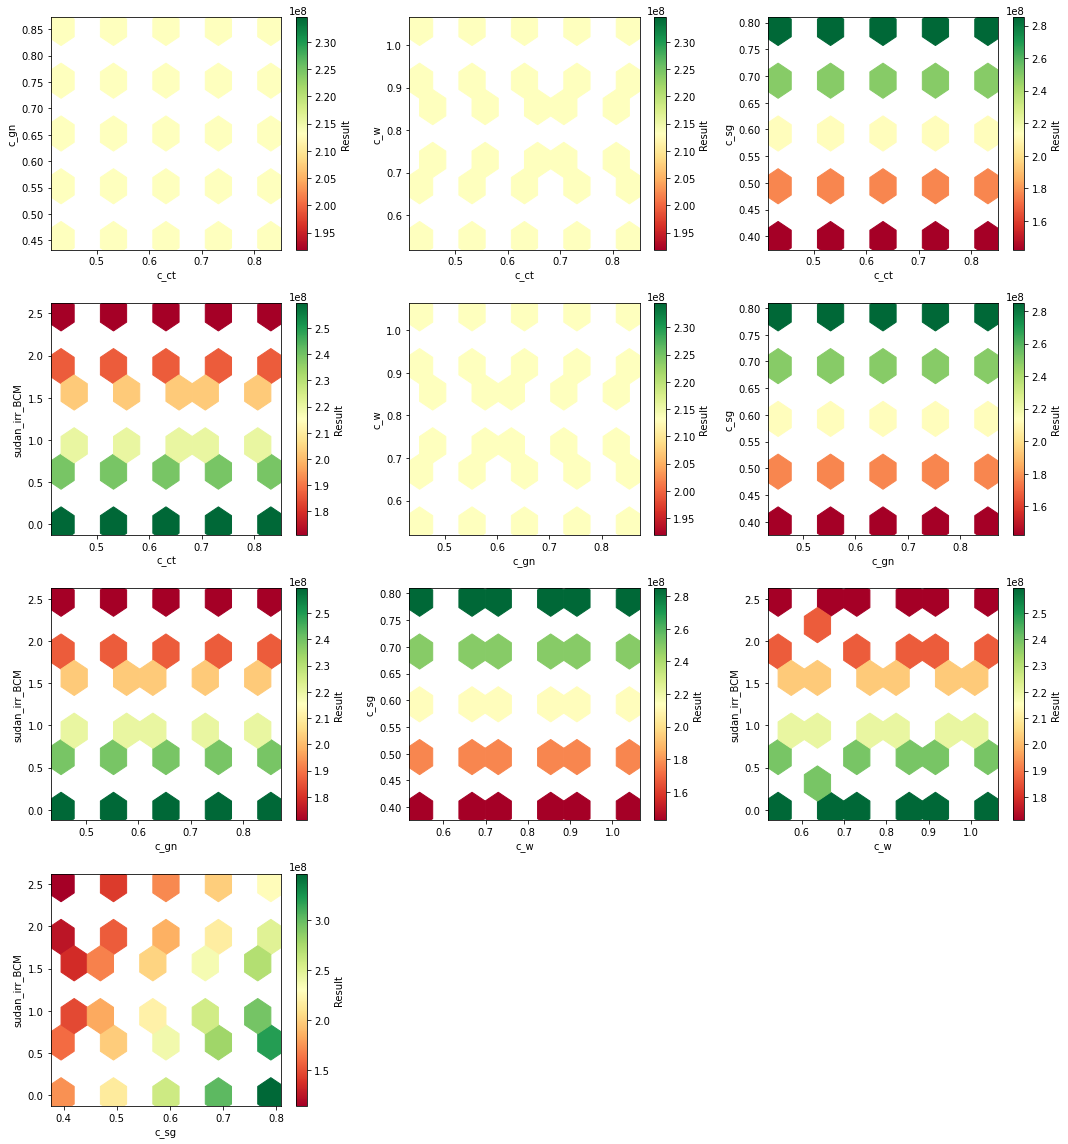 1e8
0.85
0.80
0.75
0.70
0.65
0.60
0.55
0.50
0.45
c_gn
0.5 0.6 0.7 0.8
c_ct
2.30
2.25
2.20
2.15
2.10
2.05
2.00
1.95
Result
1e8
1.0
0.9
0.8
0.7
0.6
c_w
0.5 0.6 0.7 0.8
c_ct
2.30
2.25
2.20
2.15
2.10
2.05
2.00
1.95
Result
1e8
0.80
0.75
0.70
0.65
0.60
0.55
0.50
0.45
0.40
c_sg
0.5 0.6 0.7 0.8
c_ct
2.8
2.6
2.4
2.2
2.0
1.8
1.6
Result
1e8
2.5
2.0
1.5
1.0
0.5
0.0
sudan_irr_BCM
0.5 0.6 0.7 0.8
c_ct
2.5
2.4
2.3
2.2
2.1
2.0
1.9
1.8
Result
1e8
1.0
0.9
0.8
0.7
0.6
c_w
0.5 0.6 0.7 0.8
c_gn
2.30
2.25
2.20
2.15
2.10
2.05
2.00
1.95
Result
1e8
0.80
0.75
0.70
0.65
0.60
0.55
0.50
0.45
0.40
c_sg
0.5 0.6 0.7 0.8
c_gn
2.8
2.6
2.4
2.2
2.0
1.8
1.6
Result
1e8
2.5
2.0
1.5
1.0
0.5
0.0
sudan_irr_BCM
0.5 0.6 0.7 0.8
c_gn
2.5
2.4
2.3
2.2
2.1
2.0
1.9
1.8
Result
1e8
0.80
0.75
0.70
0.65
0.60
0.55
0.50
0.45
0.40
c_sg
0.6 0.7 0.8 0.9 1.0
c_w
2.8
2.6
2.4
2.2
2.0
1.8
1.6
Result
1e8
2.5
2.0
1.5
1.0
0.5
0.0
sudan_irr_BCM
0.6 0.7 0.8 0.9 1.0
c_w
2.5
2.4
2.3
2.2
2.1
2.0
1.9
1.8
Result
1e8
2.5
2.0
1.5
1.0
0.5
0.0
sudan_irr_BCM
0.4 0.5 0.6 0.7 0.8
c_sg
3.0
2.5
2.0
1.5
Result